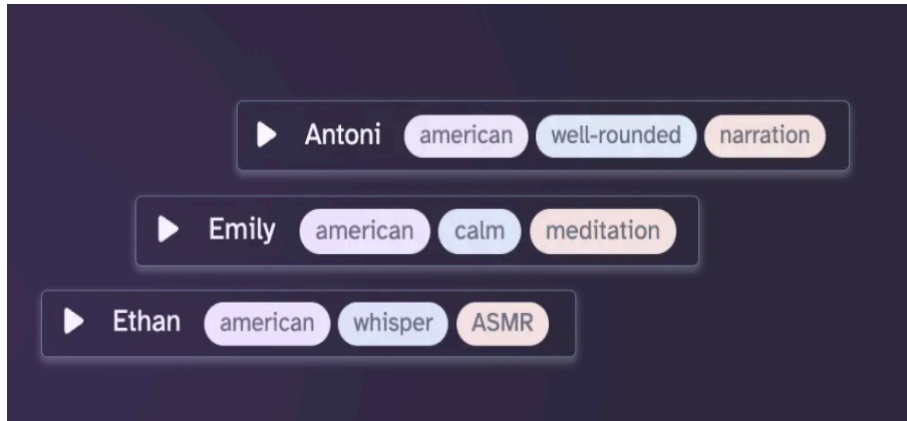 Antoni american well-rounded narration
Emily american calm meditation
Ethan american whisper ASMR